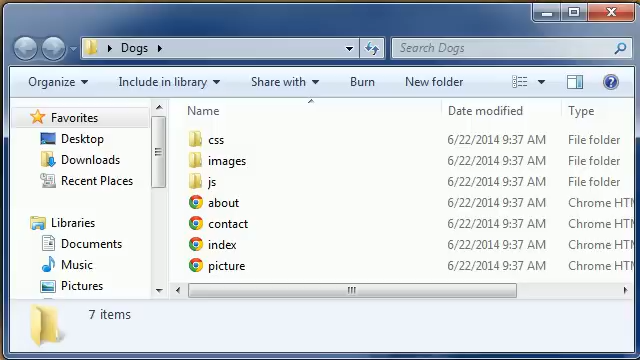 Dogs
Search Dogs
Organize Include in library Share with Burn New folder
Favorites
Desktop
Downloads
Recent Places
Libraries
Documents
Music
Pictures
Name Date modified Type
css 6/22/2014 9:37 AM File folder
images 6/22/2014 9:37 AM File folder
js 6/22/2014 9:37 AM File folder
about 6/22/2014 9:37 AM Chrome HTM
contact 6/22/2014 9:37 AM Chrome HTM
index 6/22/2014 9:37 AM Chrome HTM
picture 6/22/2014 9:37 AM Chrome HTM
7 items